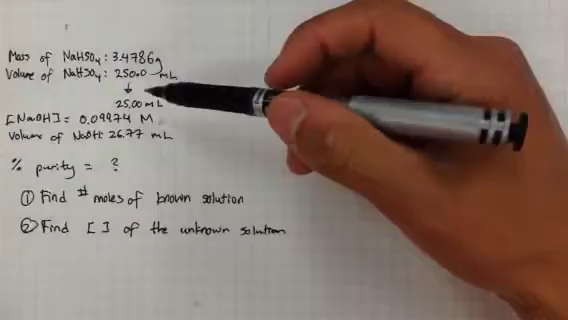 Mass of NaHSO4: 3.4786g
Volume of NaHSO4: 250.0 mL
↓
25.00 mL
[NaOH] = 0.09974 M
Volume of NaOH: 26.77 mL
% purity = ?
① Find # moles of known solution
② Find [ ] of the unknown solution